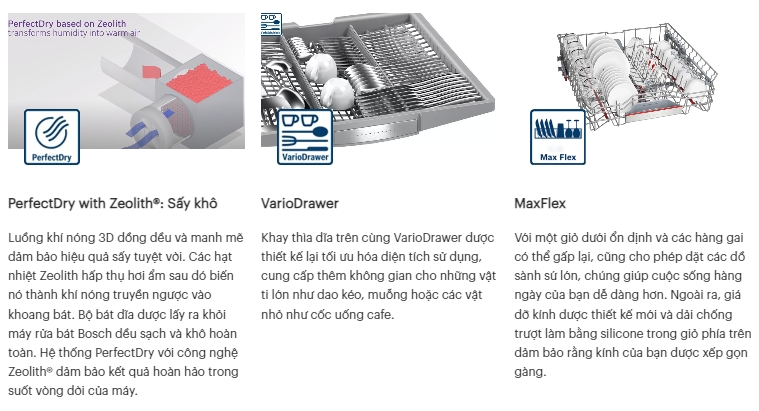 PerfectDry based on Zeolith
transforms humidity into warm air
PerfectDry
VarioDrawer
Max Flex
PerfectDry with Zeolith®: Sấy khô
Luồng khí nóng 3D đồng đều và manh mẽ
đảm bảo hiệu quả sấy tuyệt vời. Các hạt
nhiệt Zeolith hấp thụ hơi ẩm sau đó biến
nó thành khí nóng truyền ngược vào
khoang bát. Bộ bát đĩa được lấy ra khỏi
máy rửa bát Bosch đều sạch và khô hoàn
toàn. Hệ thống PerfectDry với công nghệ
Zeolith® đảm bảo kết quả hoàn hảo trong
suốt vòng đời của máy.
VarioDrawer
Khay thìa dĩa trên cùng VarioDrawer được
thiết kế lại tối ưu hóa diện tích sử dụng,
cung cấp thêm không gian cho những vật
ti lón như dao kéo, muỗng hoặc các vật
nhỏ như cốc uống cafe.
MaxFlex
Với một giỏ dưới ổn định và các hàng gai
có thể gấp lại, cũng cho phép đặt các đồ
sành sứ lón, chúng giúp cuộc sống hàng
ngày của bạn dễ dàng hơn. Ngoài ra, giá
đỡ kính được thiết kế mới và dải chống
trượt làm bằng silicone trong giỏ phía trên
đảm bảo rằng kính của bạn được xếp gọn
gàng.